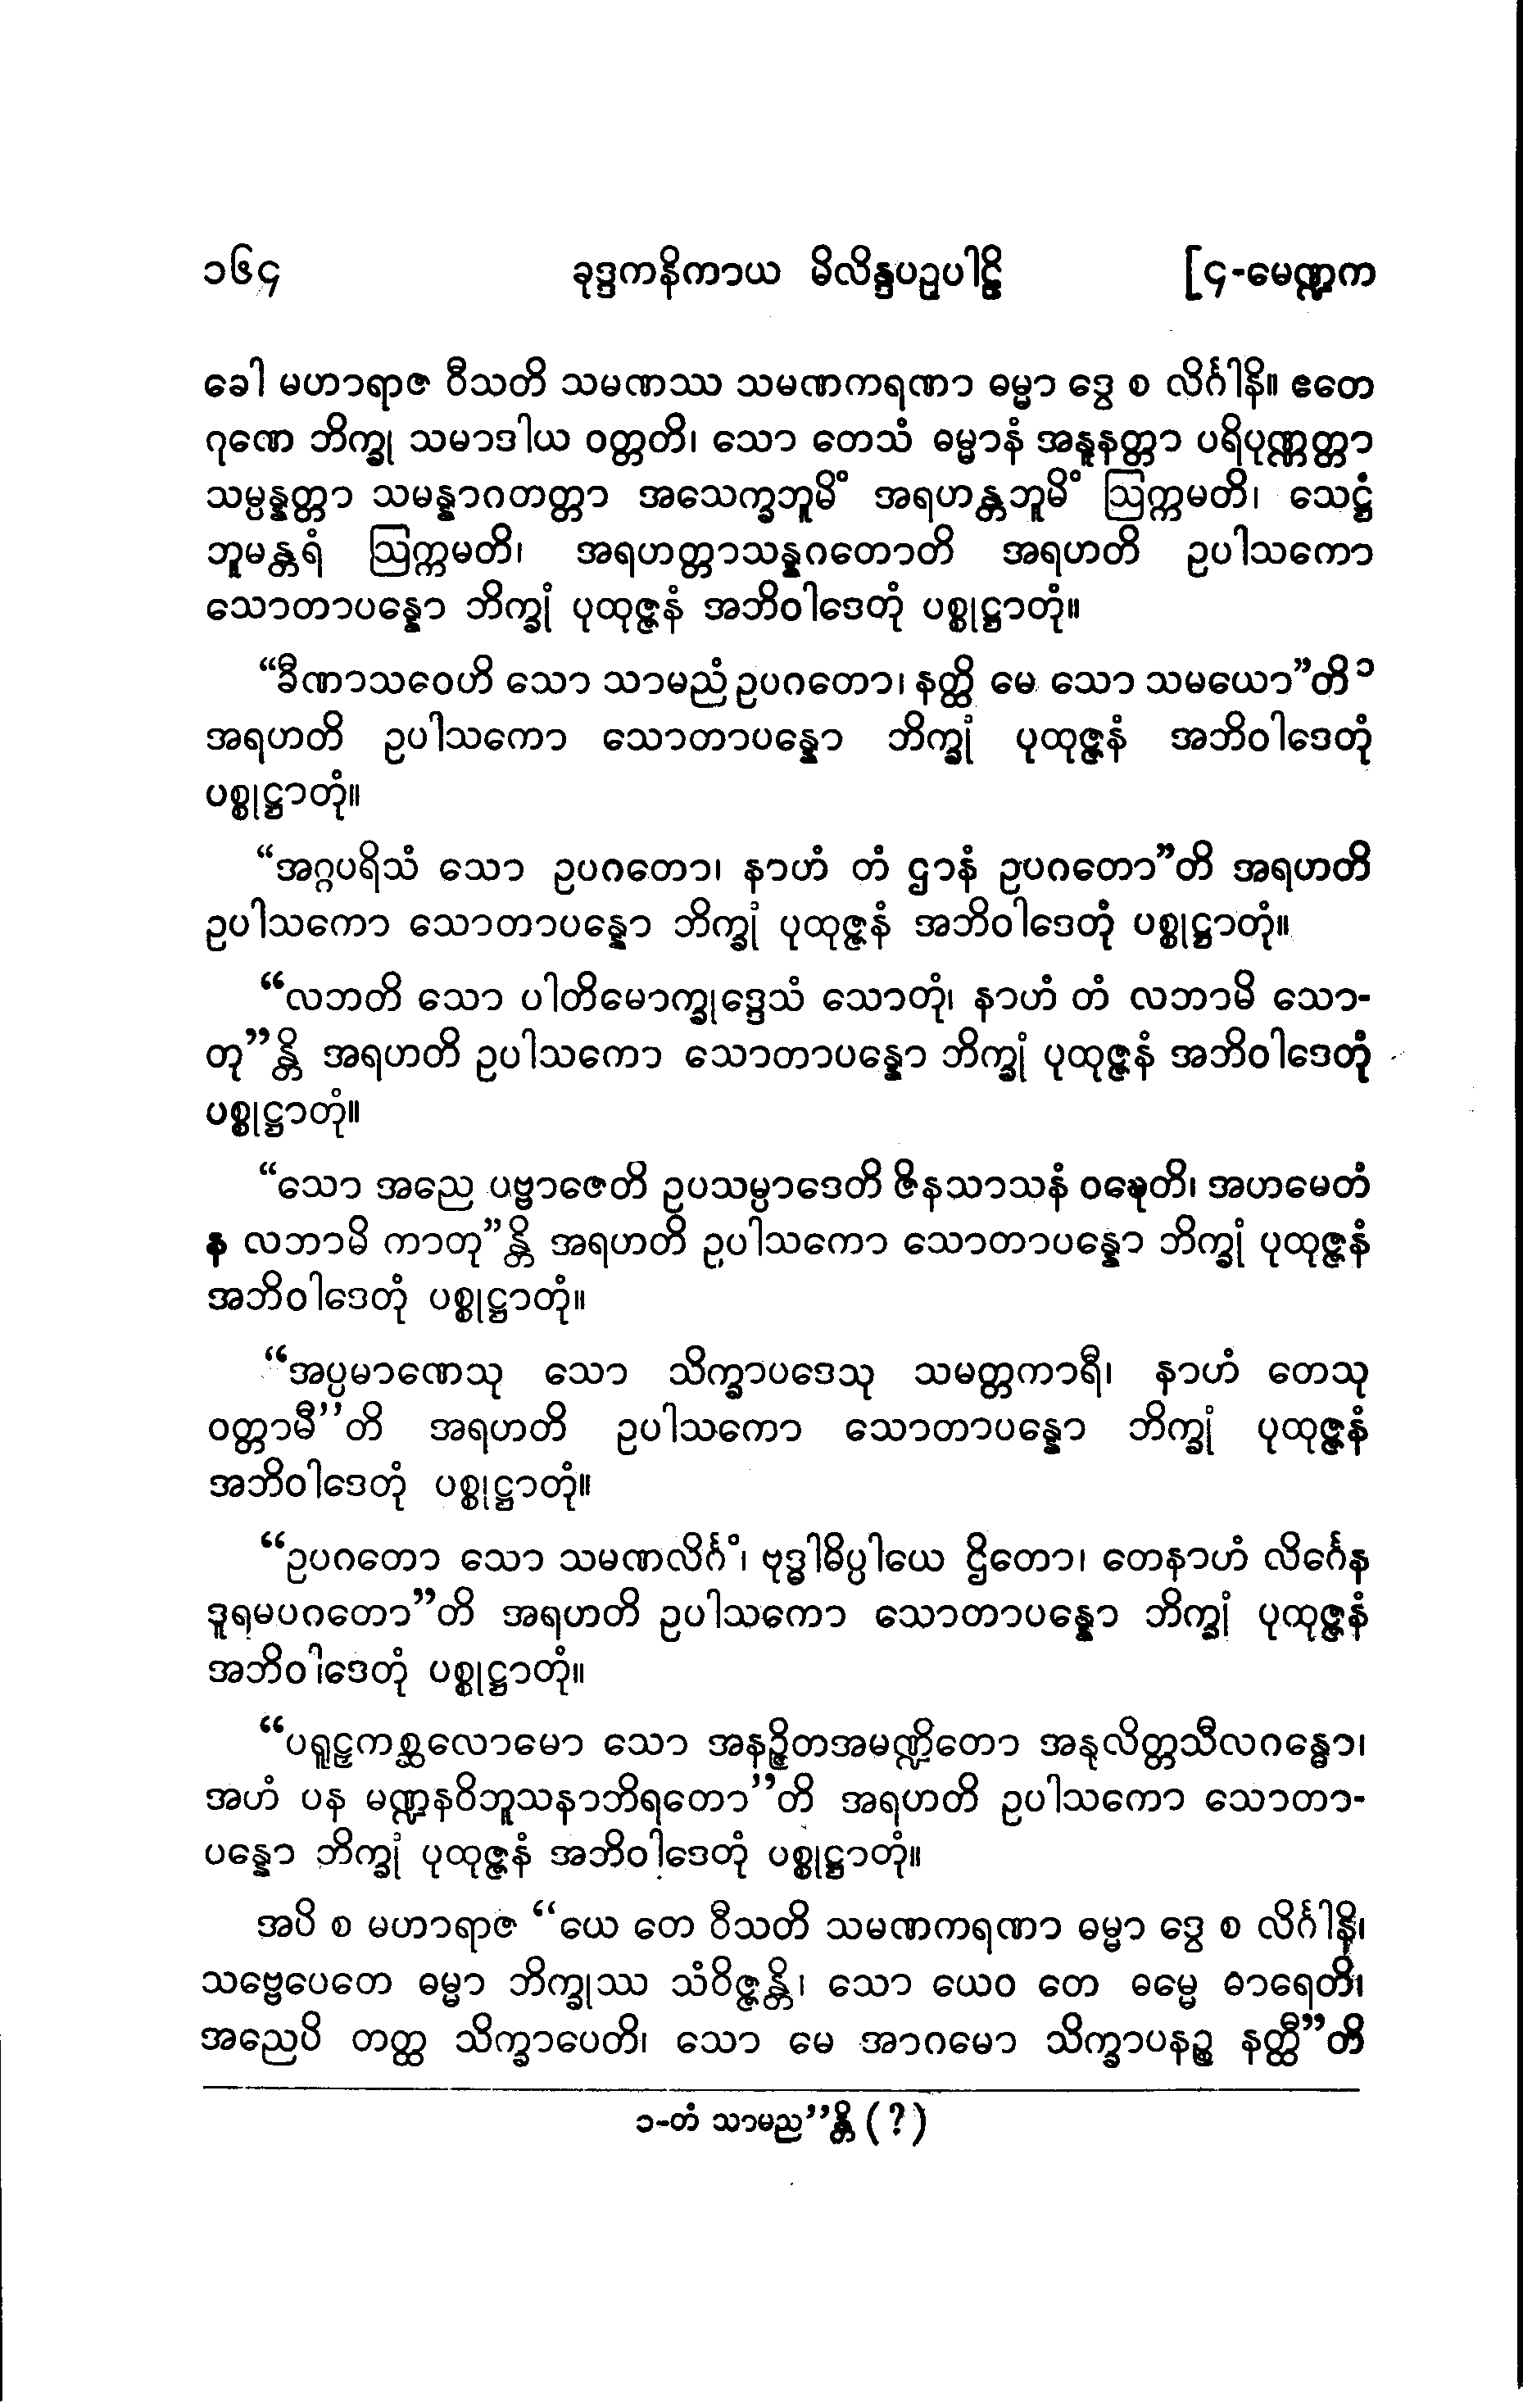 ၁၆၄ ခုဒ္ဒကနိကာယ မိလိန္ဒပဉှပါဠိ [၄-မေဏ္ဍက
ခေါ မဟာရာဇ ဝီသတိ သမဏဿ သမဏကရဏာ ဓမ္မာ ဒွေ စ လိင်္ဂါနိ။ ဧတေ
ဂုဏေ ဘိက္ခု သမာဒါယ ဝတ္တတိ၊ သော တေသံ ဓမ္မာနံ အနူနတ္တာ ပရိပုဏ္ဏတ္တာ
သမ္ပန္နတ္တာ သမန္နာဂတတ္တာ အသေက္ခဘူမိံ အရဟန္တဘူမိံ ဩက္ကမတိ၊ သေဋ္ဌံ
ဘူမန္တရံ ဩက္ကမတိ၊ အရဟတ္တာသန္နဂတောတိ အရဟတိ ဥပါသကော
သောတာပန္နော ဘိက္ခုံ ပုထုဇ္ဇနံ အဘိဝါဒေတုံ ပစ္စုဋ္ဌာတုံ။
“ခီဏာသဝေဟိ သော သာမညံ ဥပဂတော၊ နတ္ထိ မေ သော သမယော”တိ ၁
အရဟတိ ဥပါသကော သောတာပန္နော ဘိက္ခုံ ပုထုဇ္ဇနံ အဘိဝါဒေတုံ
ပစ္စုဋ္ဌာတုံ။
“အဂ္ဂပရိသံ သော ဥပဂတော၊ နာဟံ တံ ဌာနံ ဥပဂတော”တိ အရဟတိ
ဥပါသကော သောတာပန္နော ဘိက္ခုံ ပုထုဇ္ဇနံ အဘိဝါဒေတုံ ပစ္စုဋ္ဌာတုံ။
“လဘတိ သော ပါတိမောက္ခုဒ္ဒေသံ သောတုံ၊ နာဟံ တံ လဘာမိ သော-
တု”န္တိ အရဟတိ ဥပါသကော သောတာပန္နော ဘိက္ခုံ ပုထုဇ္ဇနံ အဘိဝါဒေတုံ
ပစ္စုဋ္ဌာတုံ။
“သော အညေ ပဗ္ဗာဇေတိ ဥပသမ္ပာဒေတိ ဇိနသာသနံ ဝဍ္ဎေတိ၊ အဟမေတံ
န လဘာမိ ကာတု”န္တိ အရဟတိ ဥပါသကော သောတာပန္နော ဘိက္ခုံ ပုထုဇ္ဇနံ
အဘိဝါဒေတုံ ပစ္စုဋ္ဌာတုံ။
“အပ္ပမာဏေသု သော သိက္ခာပဒေသု သမတ္တကာရီ၊ နာဟံ တေသု
ဝတ္တာမီ”တိ အရဟတိ ဥပါသကော သောတာပန္နော ဘိက္ခုံ ပုထုဇ္ဇနံ
အဘိဝါဒေတုံ ပစ္စုဋ္ဌာတုံ။
“ဥပဂတော သော သမဏလိင်္ဂံ၊ ဗုဒ္ဓါဓိပ္ပါယေ ဌိတော၊ တေနာဟံ လိင်္ဂေန
ဒူရမပဂတော”တိ အရဟတိ ဥပါသကော သောတာပန္နော ဘိက္ခုံ ပုထုဇ္ဇနံ
အဘိဝါဒေတုံ ပစ္စုဋ္ဌာတုံ။
“ပရူဠှကစ္ဆလောမော သော အနဉ္ဇိတအမဏ္ဍိတော အနုလိတ္တသီလဂန္ဓော၊
အဟံ ပန မဏ္ဍနဝိဘူသနာဘိရတော”တိ အရဟတိ ဥပါသကော သောတာ-
ပန္နော ဘိက္ခုံ ပုထုဇ္ဇနံ အဘိဝါဒေတုံ ပစ္စုဋ္ဌာတုံ။
အပိ စ မဟာရာဇ “ယေ တေ ဝီသတိ သမဏကရဏာ ဓမ္မာ ဒွေ စ လိင်္ဂါနိ၊
သဗ္ဗေပေတေ ဓမ္မာ ဘိက္ခုဿ သံဝိဇ္ဇန္တိ၊ သော ယေဝ တေ ဓမ္မေ ဓာရေတိ၊
အညေပိ တတ္ထ သိက္ခာပေတိ၊ သော မေ အာဂမော သိက္ခာပနဉ္စ နတ္ထီ”တိ
၁-တံ သာမည”န္တိ (?)